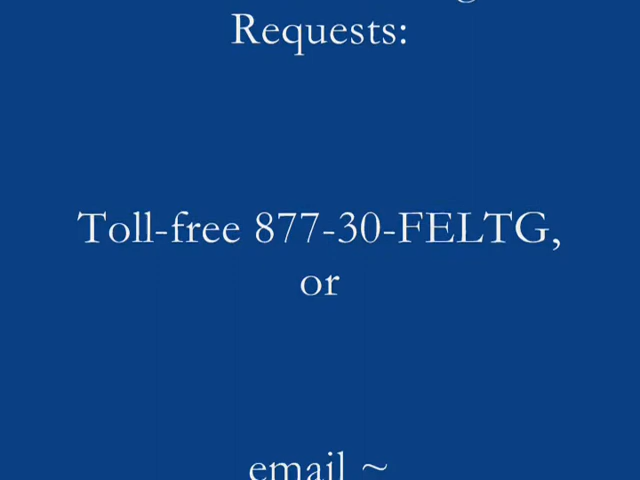 Requests:
Toll-free 877-30-FELTG,
or
email ~